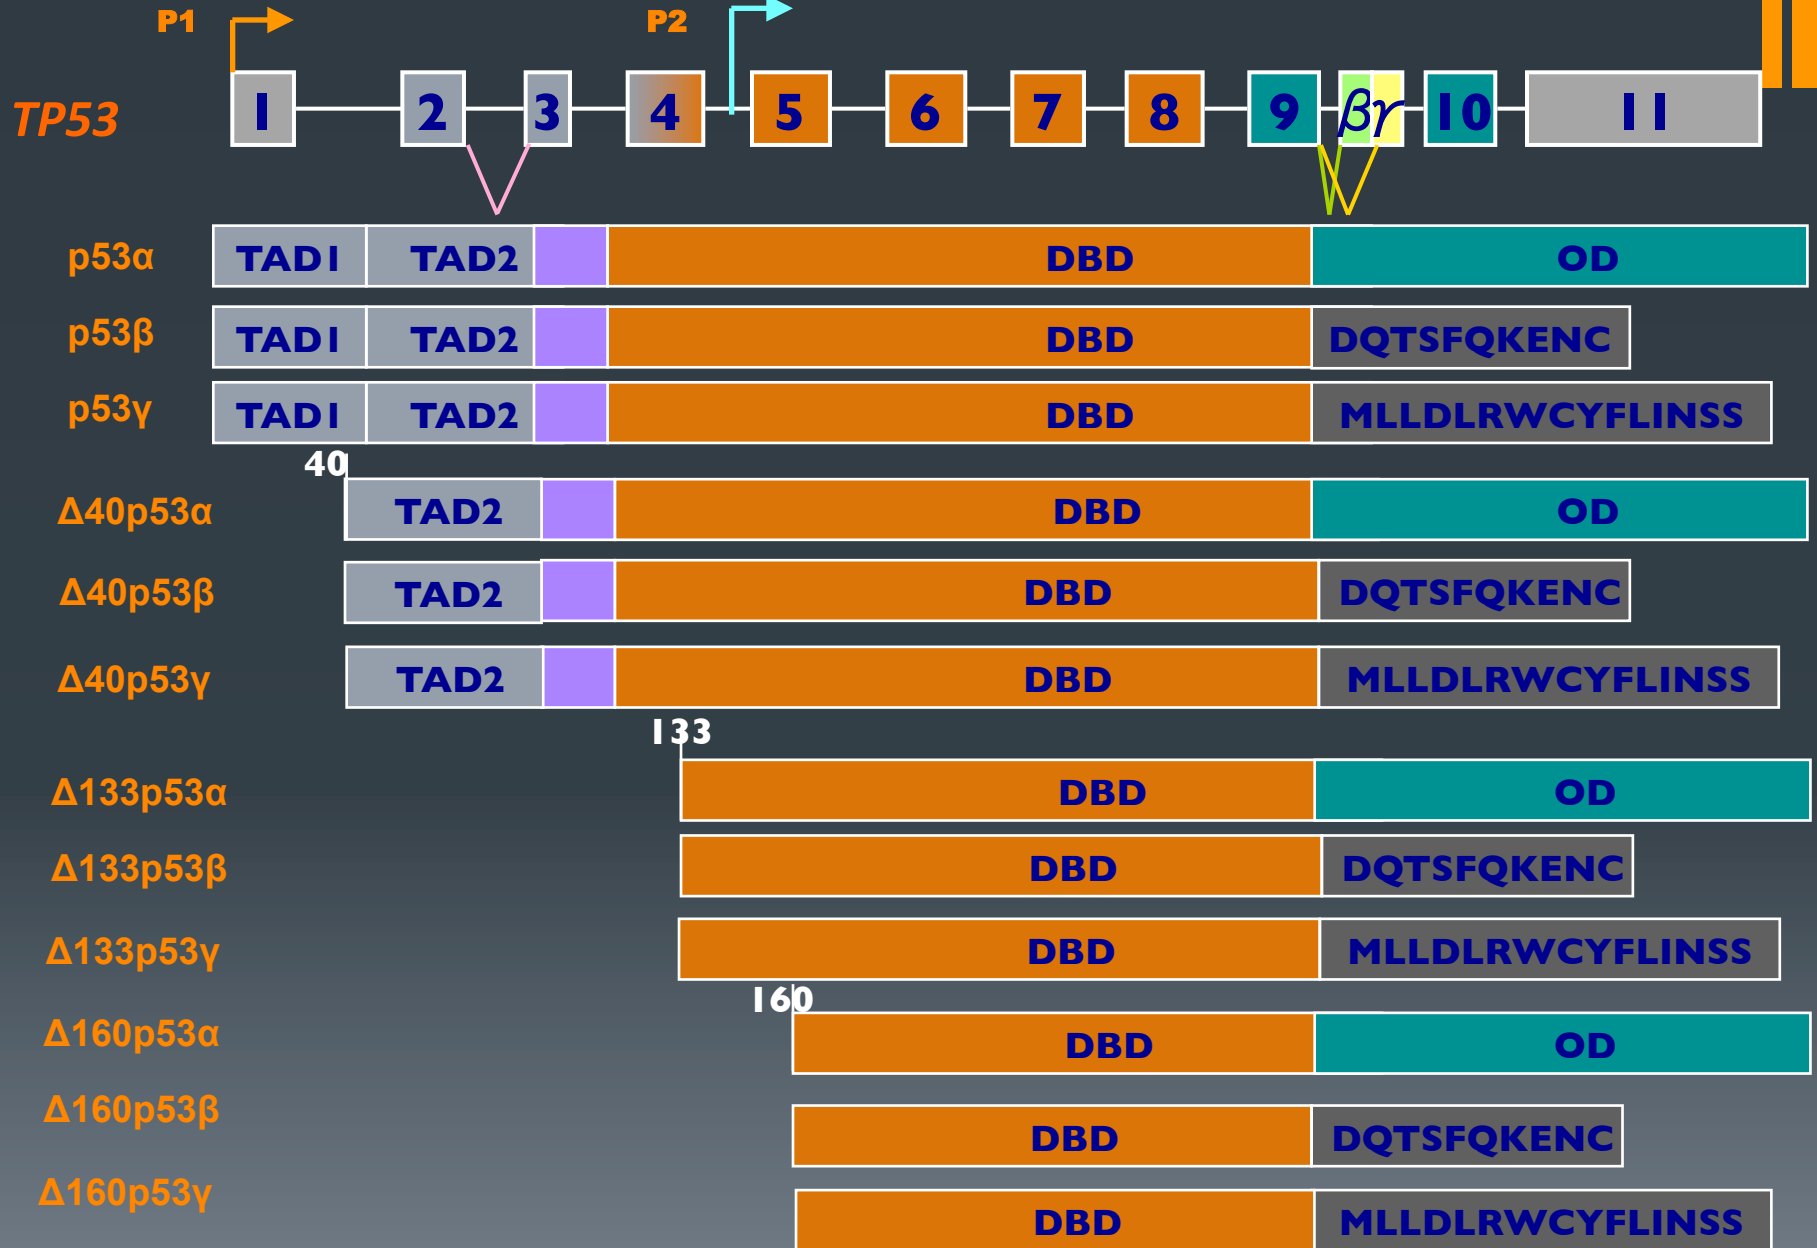 P1 P2
TP53 1 2 3 4 5 6 7 8 9 β γ 10 11
p53α TAD1 TAD2 DBD OD
p53β TAD1 TAD2 DBD DQTSFQKENC
p53γ TAD1 TAD2 DBD MLLDLRWCYFLINSS
40
Δ40p53α TAD2 DBD OD
Δ40p53β TAD2 DBD DQTSFQKENC
Δ40p53γ TAD2 DBD MLLDLRWCYFLINSS
133
Δ133p53α DBD OD
Δ133p53β DBD DQTSFQKENC
Δ133p53γ DBD MLLDLRWCYFLINSS
160
Δ160p53α DBD OD
Δ160p53β DBD DQTSFQKENC
Δ160p53γ DBD MLLDLRWCYFLINSS